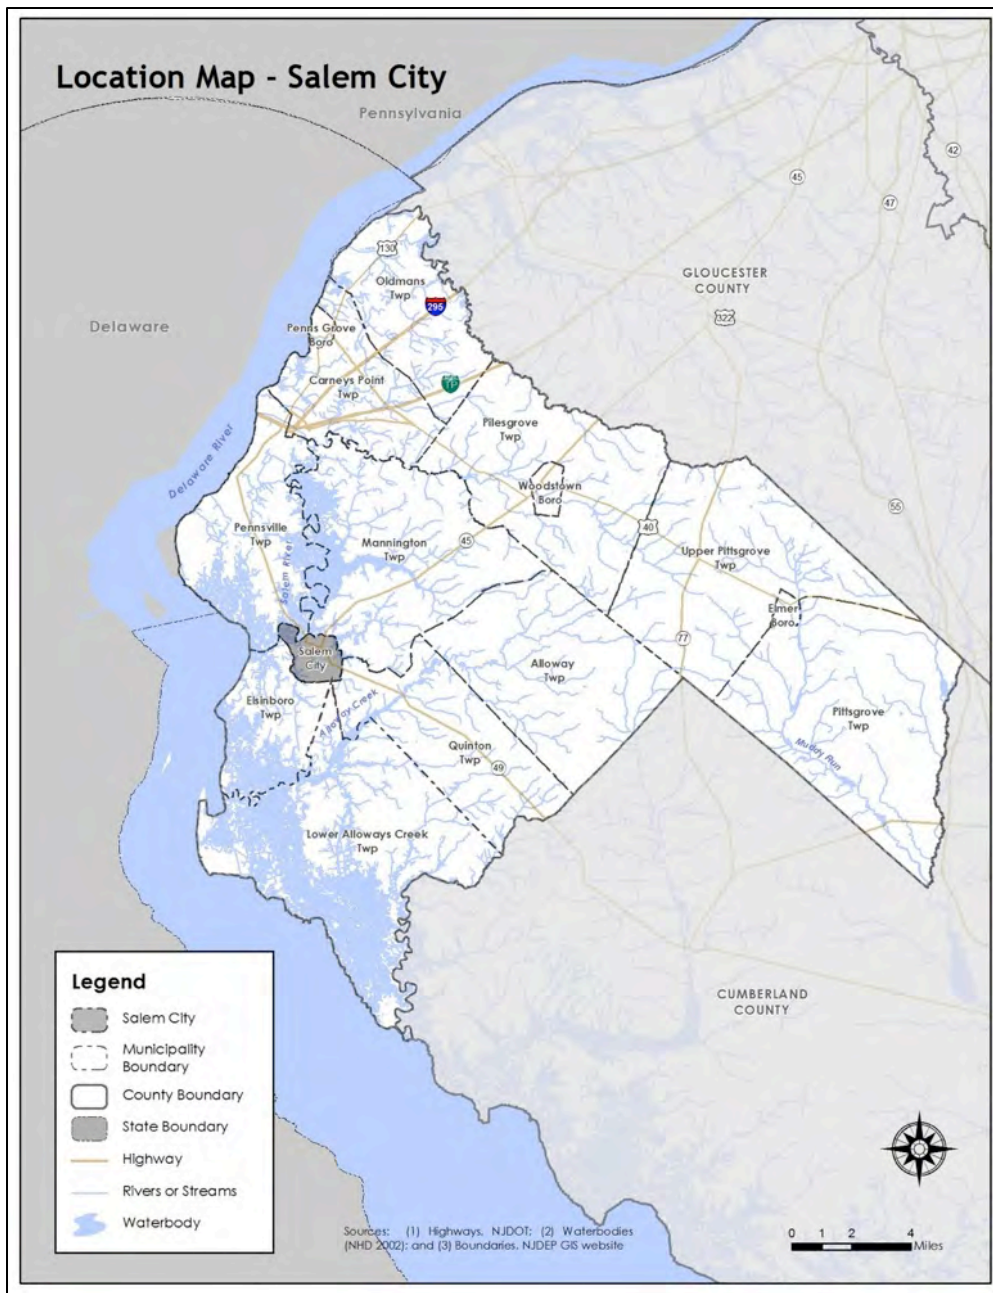 Location Map - Salem City
Pennsylvania
42
45
47
130
Oldmans
Twp
GLOUCESTER
COUNTY
295
322
Delaware
Penns Grove
Boro
Carneys Point
Twp
TP
Pilesgrove
Twp
Delaware River
Woodstown
Boro
55
Pennsville
Twp
40
45
Mannington
Twp
Upper Pittsgrove
Twp
Salem River
Elmer
Boro
77
Salem
City
Alloway
Twp
Elsinboro
Twp
Alloway Creek
Pittsgrove
Twp
Quinton
Twp
49
Muddy Run
Lower Alloways Creek
Twp
Legend
Salem City
Municipality
Boundary
County Boundary
State Boundary
Highway
Rivers or Streams
Waterbody
CUMBERLAND
COUNTY
Sources: (1) Highways, NJDOT; (2) Waterbodies
(NHD 2002); and (3) Boundaries, NJDEP GIS website
0 1 2 4
Miles